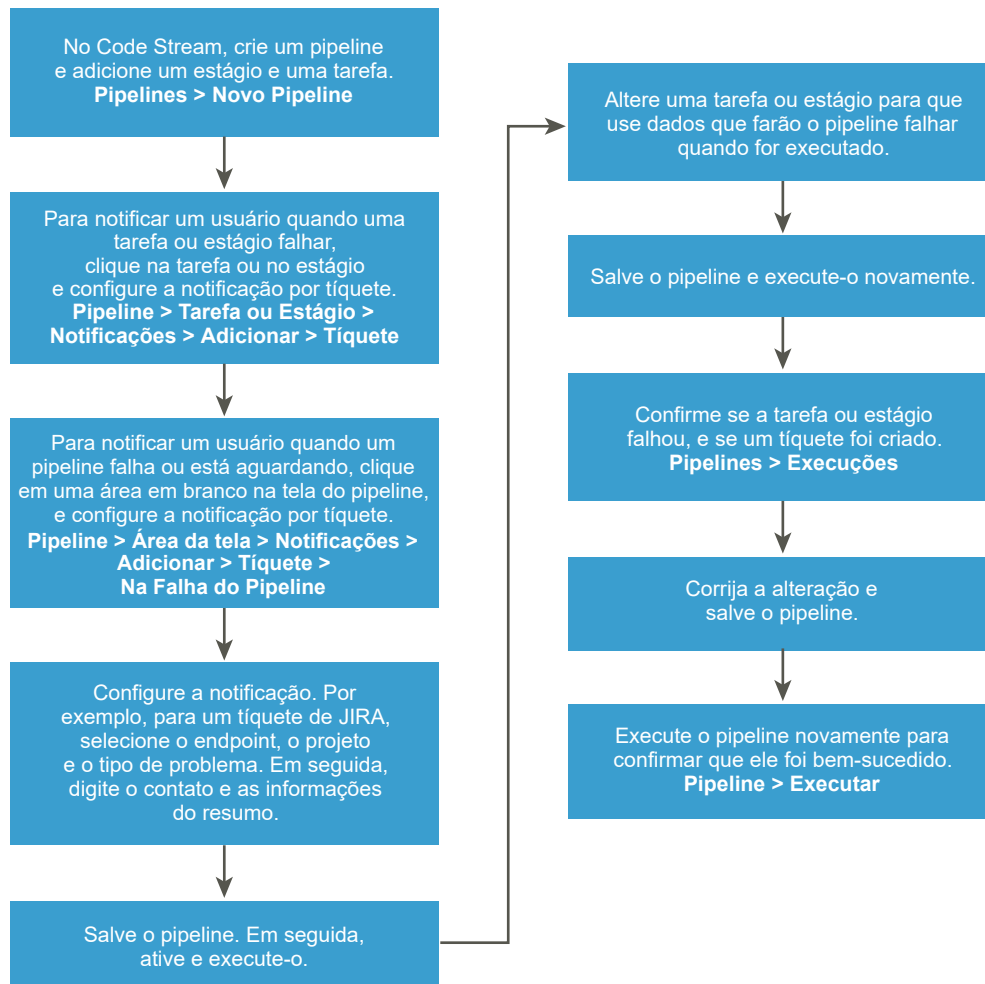 No Code Stream, crie um pipeline
e adicione um estágio e uma tarefa.
Pipelines > Novo Pipeline
Para notificar um usuário quando uma
tarefa ou estágio falhar,
clique na tarefa ou no estágio
e configure a notificação por tíquete.
Pipeline > Tarefa ou Estágio >
Notificações > Adicionar > Tíquete
Para notificar um usuário quando um
pipeline falha ou está aguardando, clique
em uma área em branco na tela do pipeline,
e configure a notificação por tíquete.
Pipeline > Área da tela > Notificações >
Adicionar > Tíquete >
Na Falha do Pipeline
Configure a notificação. Por
exemplo, para um tíquete de JIRA,
selecione o endpoint, o projeto
e o tipo de problema. Em seguida,
digite o contato e as informações
do resumo.
Salve o pipeline. Em seguida,
ative e execute-o.
Altere uma tarefa ou estágio para que
use dados que farão o pipeline falhar
quando for executado.
Salve o pipeline e execute-o novamente.
Confirme se a tarefa ou estágio
falhou, e se um tíquete foi criado.
Pipelines > Execuções
Corrija a alteração e
salve o pipeline.
Execute o pipeline novamente para
confirmar que ele foi bem-sucedido.
Pipeline > Executar